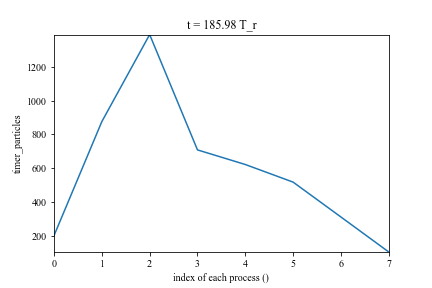 t = 185.98 T_r
1200
1000
800
600
400
200
timer_particles
0 1 2 3 4 5 6 7
index of each process ()